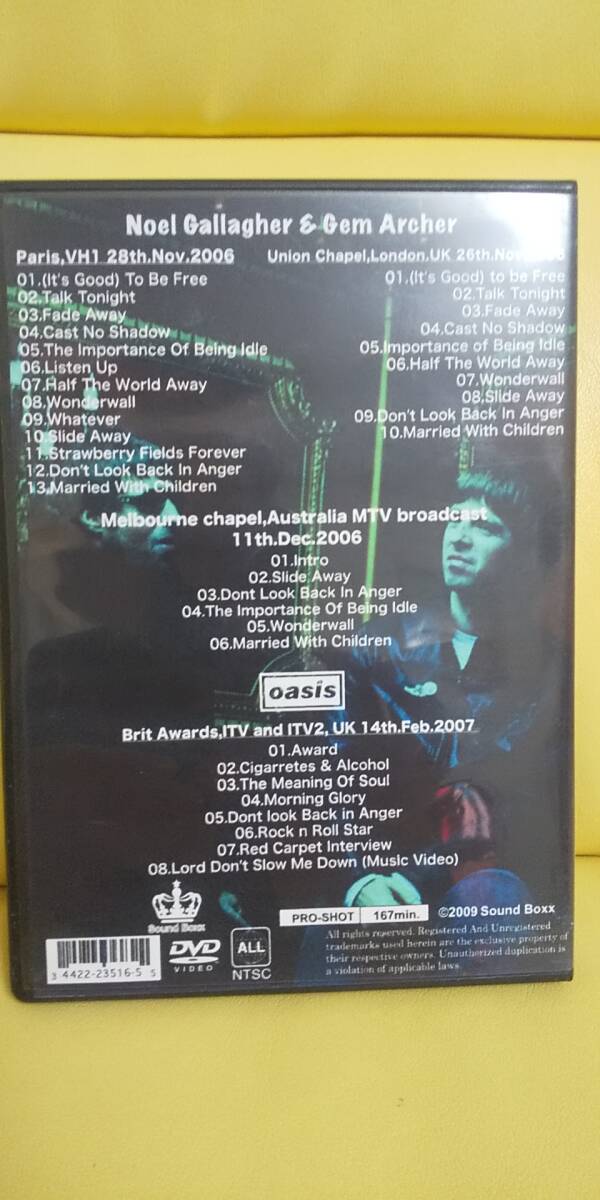 Noel Gallagher & Gem Archer
Paris,VH1 28th.Nov.2006
01.(It's Good) To Be Free
02.Talk Tonight
03.Fade Away
04.Cast No Shadow
05.The Importance Of Being Idle
06.Listen Up
07.Half The World Away
08.Wonderwall
09.Whatever
10.Slide Away
11.Strawberry Fields Forever
12.Don't Look Back In Anger
13.Married With Children
Union Chapel,London.UK 26th.Nov.
01.(It's Good) to be Free
02.Talk Tonight
03.Fade Away
04.Cast No Shadow
05.Importance of Being Idle
06.Half The World Away
07.Wonderwall
08.Slide Away
09.Don't Look Back In Anger
10.Married With Children
Melbourne chapel,Australia MTV broadcast
11th.Dec.2006
01.Intro
02.Slide Away
03.Dont Look Back In Anger
04.The Importance Of Being Idle
05.Wonderwall
06.Married With Children
oasis
Brit Awards,ITV and ITV2, UK 14th.Feb.2007
01.Award
02.Cigarretes & Alcohol
03.The Meaning Of Soul
04.Morning Glory
05.Dont look Back in Anger
06.Rock n Roll Star
07.Red Carpet Interview
08.Lord Don't Slow Me Down (Music Video)
Sound Boxx
PRO-SHOT 167min.
©2009 Sound Boxx
3 4422-23516-5 5
DVD
VIDEO
ALL
NTSC
All rights reserved. Registered And Unregistered
trademarks used herein are the exclusive property of
their respective owners. Unauthorized duplication is
a violation of applicable laws.